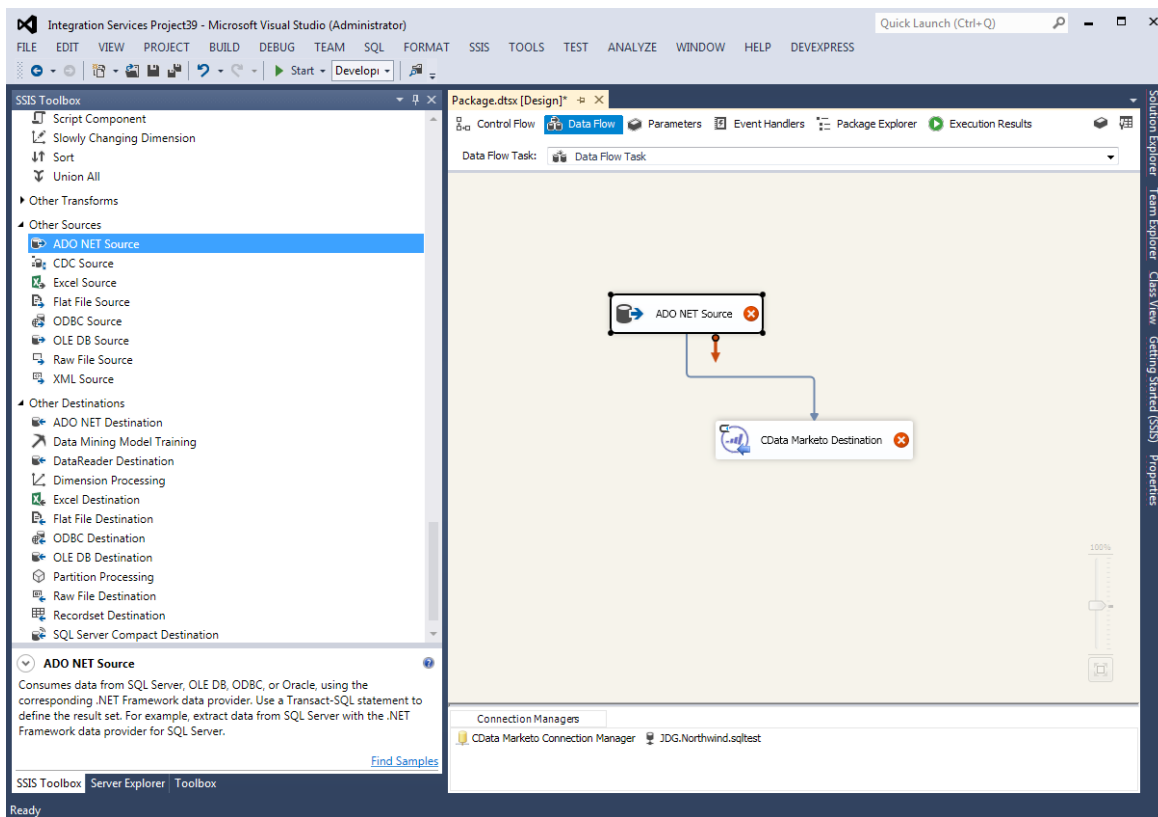 Integration Services Project39 - Microsoft Visual Studio (Administrator)
Quick Launch (Ctrl+Q)
FILE EDIT VIEW PROJECT BUILD DEBUG TEAM SQL FORMAT SSIS TOOLS TEST ANALYZE WINDOW HELP DEVEXPRESS
Start
SSIS Toolbox
Script Component
Slowly Changing Dimension
Sort
Union All
Other Transforms
Other Sources
ADO NET Source
CDC Source
Excel Source
Flat File Source
ODBC Source
OLE DB Source
Raw File Source
XML Source
Other Destinations
ADO NET Destination
Data Mining Model Training
DataReader Destination
Dimension Processing
Excel Destination
Flat File Destination
ODBC Destination
OLE DB Destination
Partition Processing
Raw File Destination
Recordset Destination
SQL Server Compact Destination
ADO NET Source
Consumes data from SQL Server, OLE DB, ODBC, or Oracle, using the
corresponding .NET Framework data provider. Use a Transact-SQL statement to
define the result set. For example, extract data from SQL Server with the .NET
Framework data provider for SQL Server.
Find Samples
SSIS Toolbox Server Explorer Toolbox
Package.dtsx [Design]*
Control Flow Data Flow Parameters Event Handlers Package Explorer Execution Results
Data Flow Task: Data Flow Task
ADO NET Source
CData Marketo Destination
100%
Connection Managers
CData Marketo Connection Manager JDG.Northwind.sqltest
Solution Explorer
Team Explorer
Class View
Getting Started (SSIS)
Properties
Ready